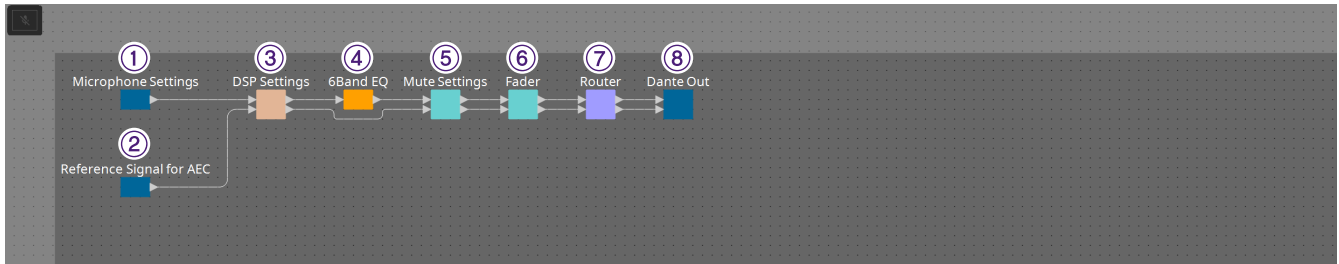 ① ③ ④ ⑤ ⑥ ⑦ ⑧
Microphone Settings DSP Settings 6Band EQ Mute Settings Fader Router Dante Out
②
Reference Signal for AEC